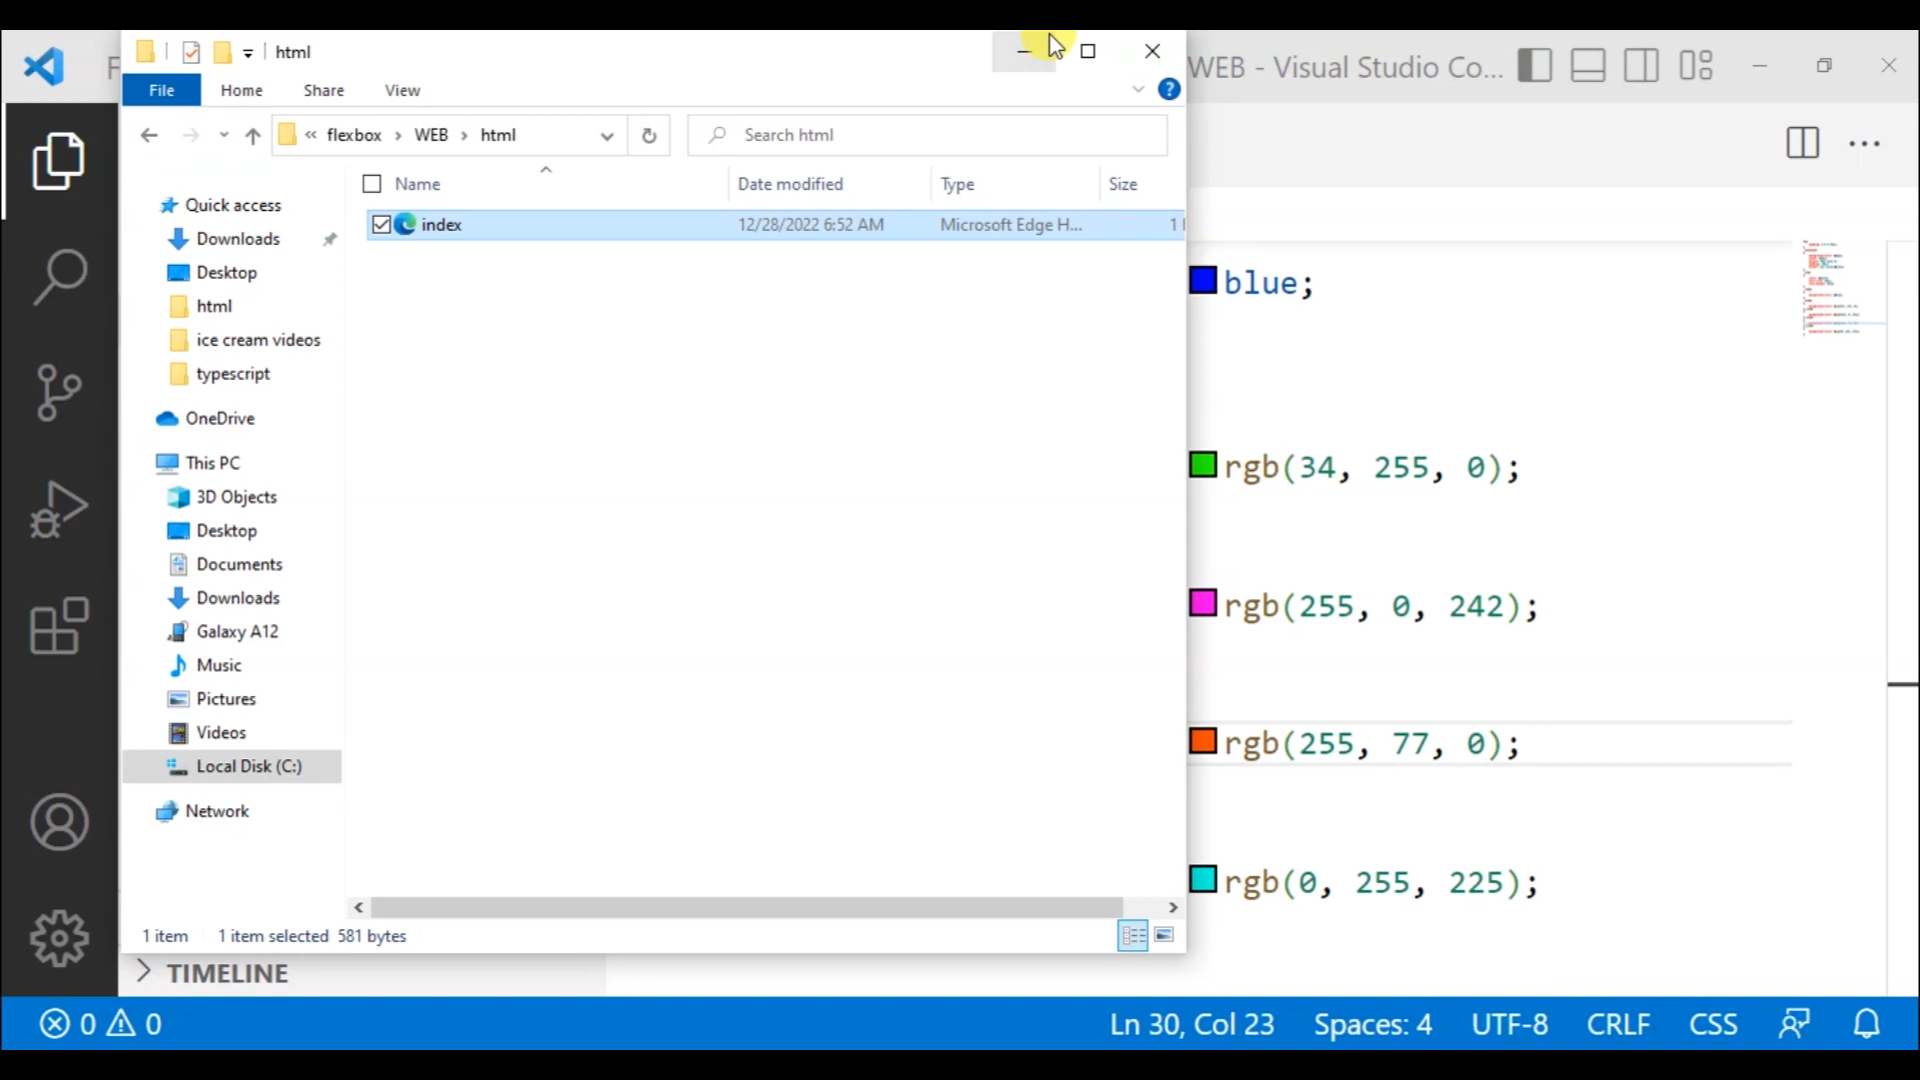 html
F
WEB - Visual Studio Co...
File Home Share View
« flexbox > WEB > html
Search html
Name Date modified Type Size
index 12/28/2022 6:52 AM Microsoft Edge H... 1
Quick access
Downloads
Desktop
html
ice cream videos
typescript
OneDrive
This PC
3D Objects
Desktop
Documents
Downloads
Galaxy A12
Music
Pictures
Videos
Local Disk (C:)
Network
1 item 1 item selected 581 bytes
blue;
rgb(34, 255, 0);
rgb(255, 0, 242);
rgb(255, 77, 0);
rgb(0, 255, 225);
TIMELINE
0 0 Ln 30, Col 23 Spaces: 4 UTF-8 CRLF CSS